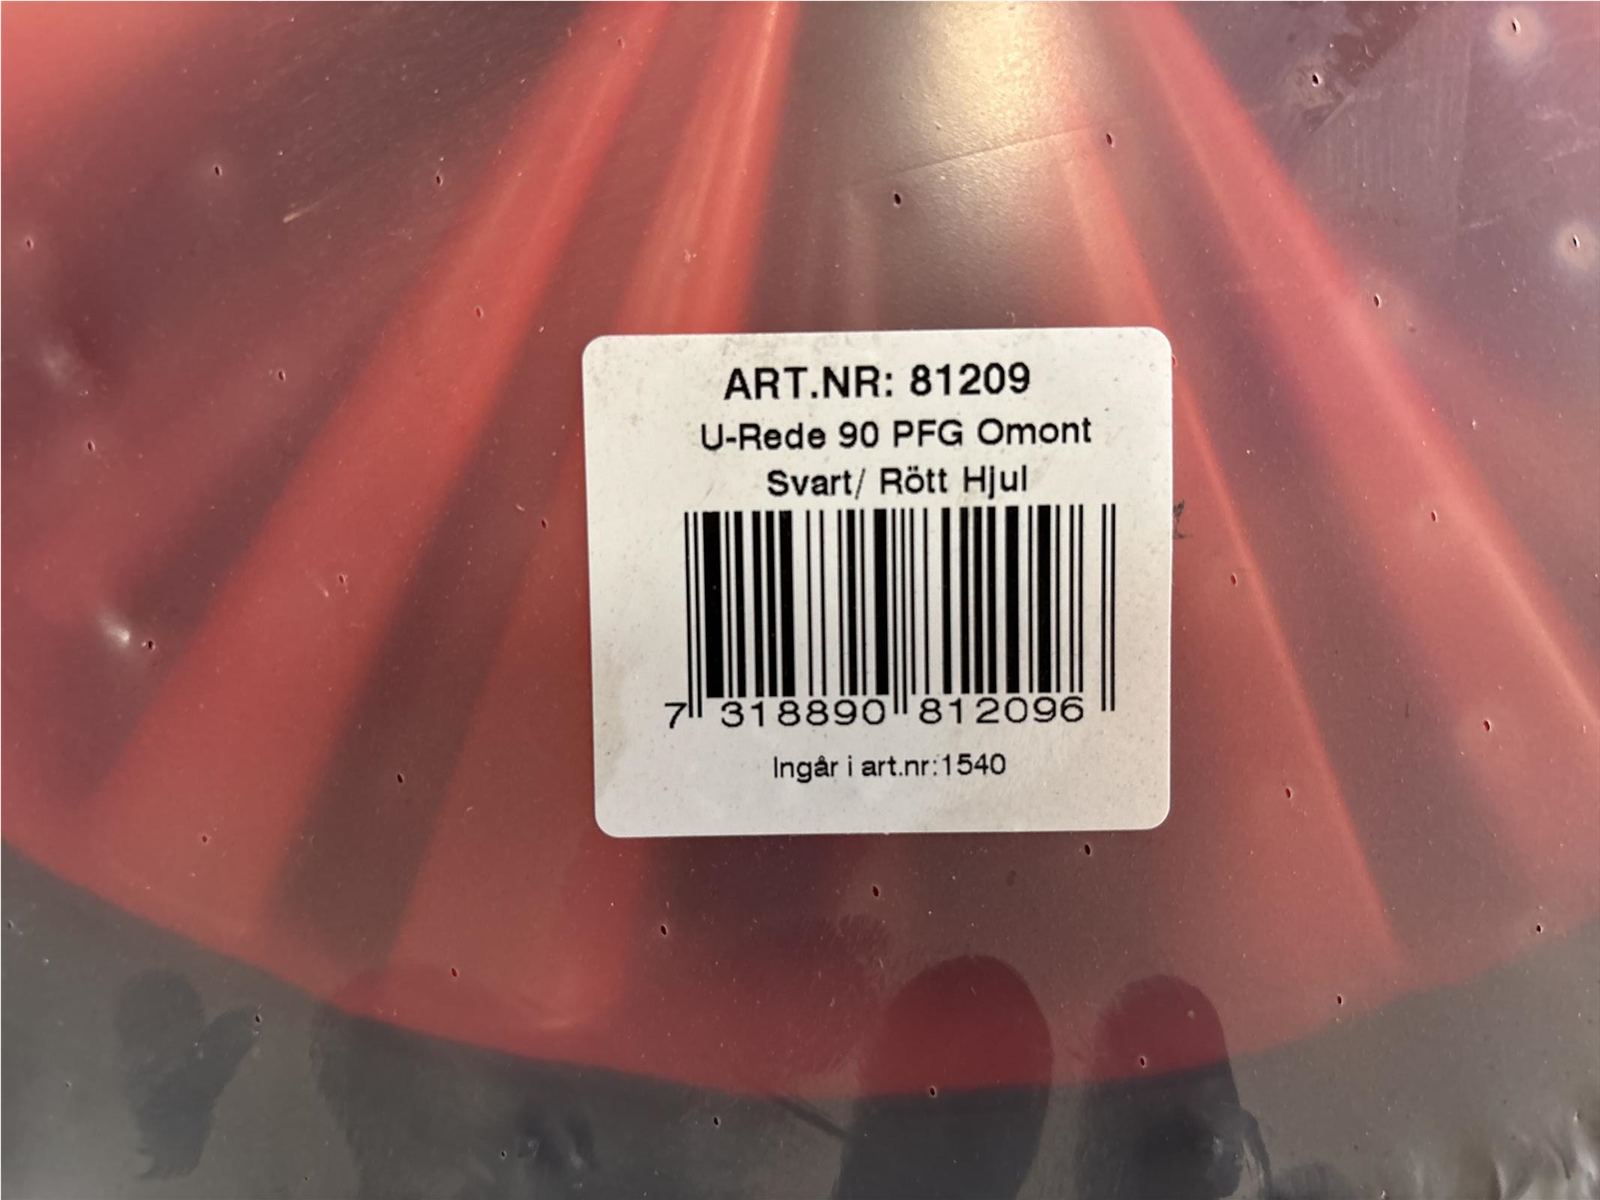 ART.NR: 81209
U-Rede 90 PFG Omont
Svart/ Rött Hjul
7 318890 812096
Ingår i art.nr:1540